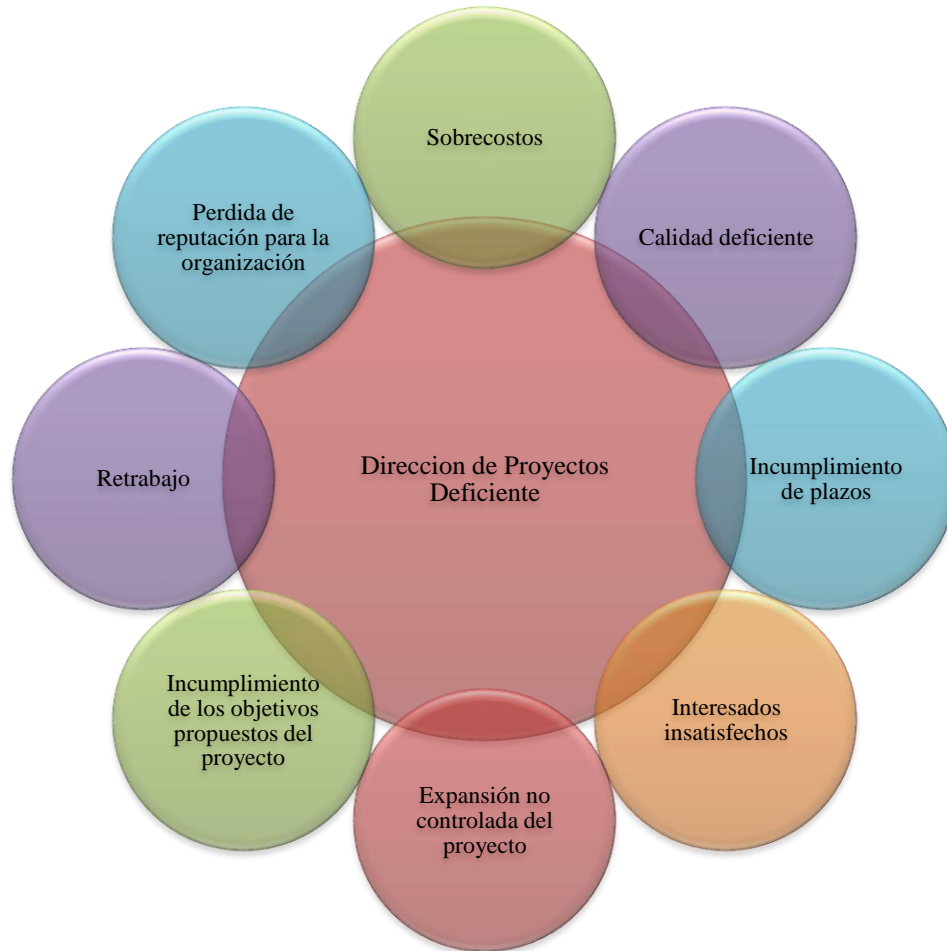 Sobrecostos
Calidad deficiente
Incumplimiento
de plazos
Interesados
insatisfechos
Expansión no
controlada del
proyecto
Incumplimiento
de los objetivos
propuestos del
proyecto
Retrabajo
Perdida de
reputación para la
organización
Direccion de Proyectos
Deficiente